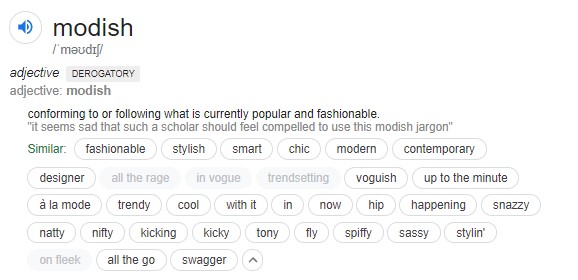 modish
/ˈməʊdɪʃ/
adjective DEROGATORY
adjective: modish
conforming to or following what is currently popular and fashionable.
"it seems sad that such a scholar should feel compelled to use this modish jargon"
Similar: fashionable stylish smart chic modern contemporary
designer all the rage in vogue trendsetting voguish up to the minute
à la mode trendy cool with it in now hip happening snazzy
natty nifty kicking kicky tony fly spiffy sassy stylin'
on fleek all the go swagger